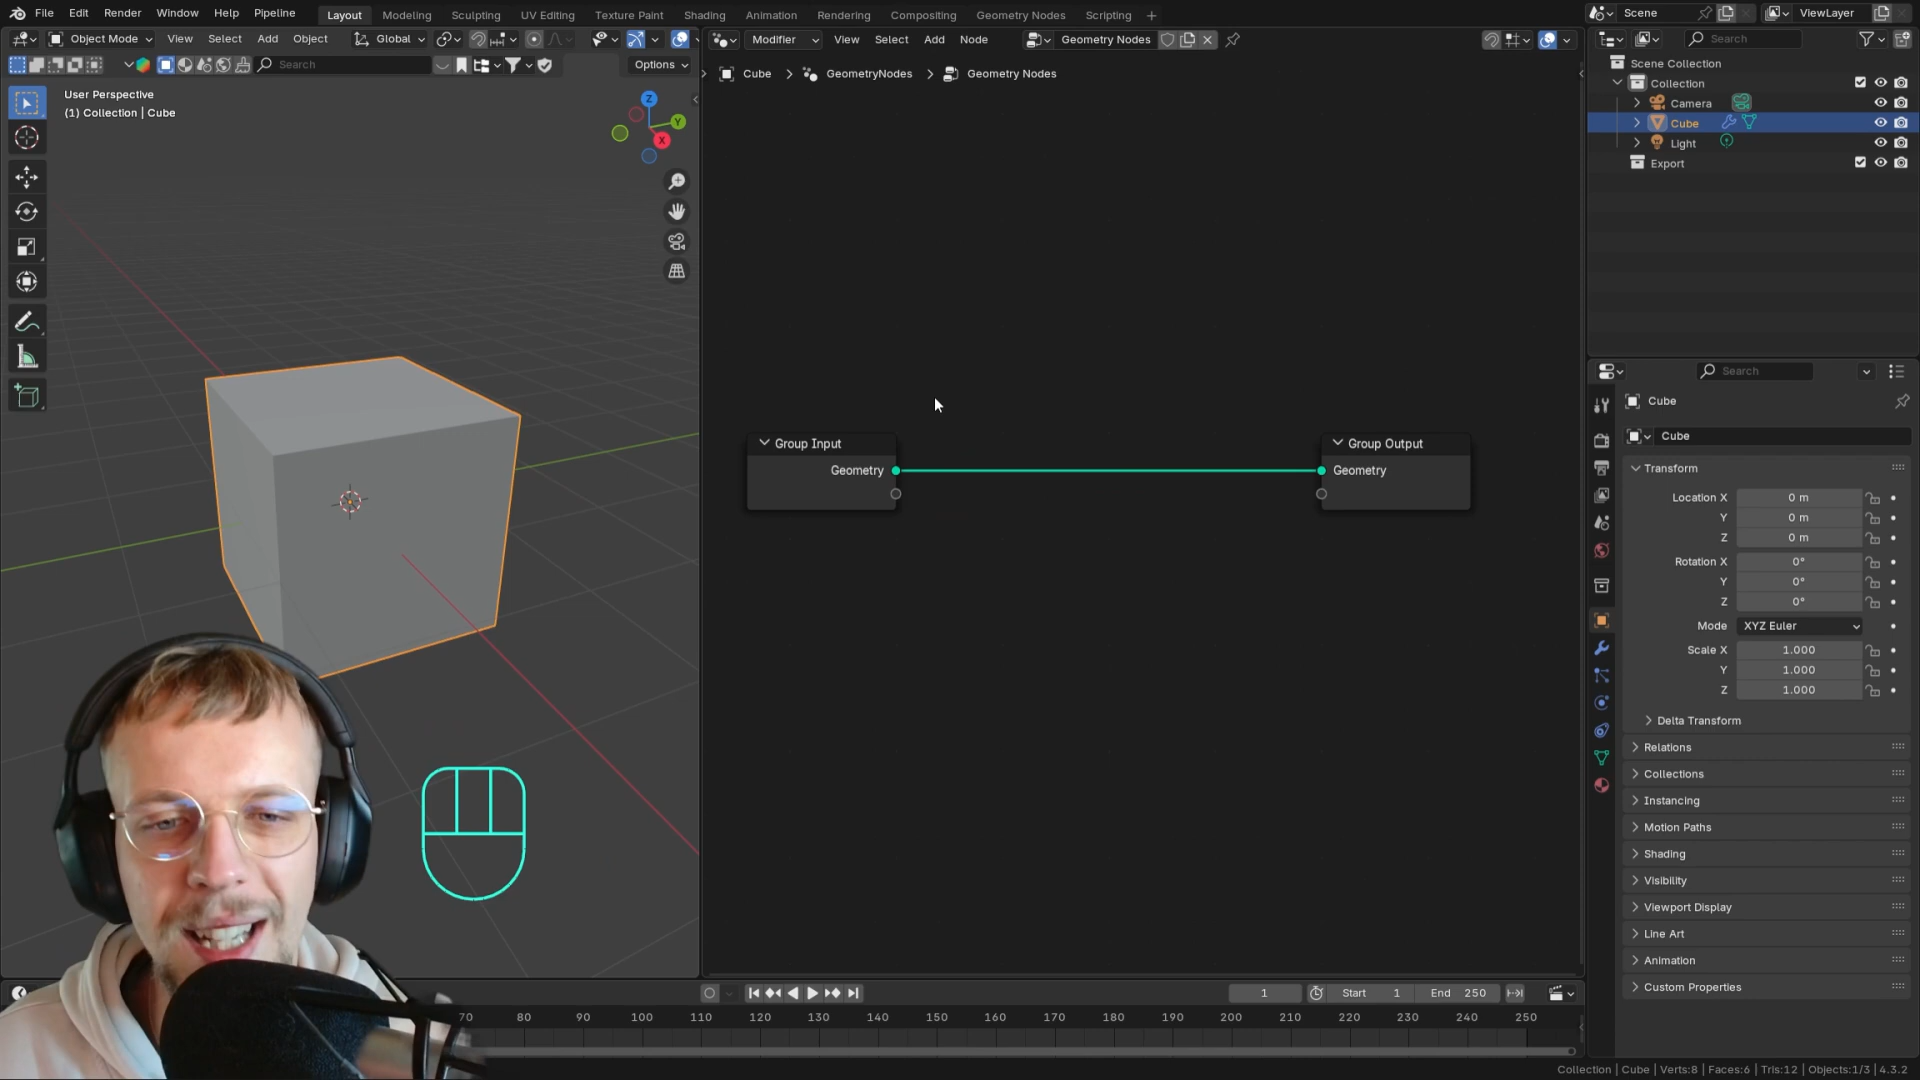 File Edit Render Window Help Pipeline Layout Modeling Sculpting UV Editing Texture Paint Shading Animation Rendering Compositing Geometry Nodes Scripting Scene ViewLayer
Object Mode View Select Add Object Global
Modifier View Select Add Node Geometry Nodes
Search
Search Options
Cube GeometryNodes Geometry Nodes
Scene Collection
Collection
Camera
Cube
Light
Export
User Perspective
(1) Collection | Cube
Z
Y
X
Group Input
Geometry
Group Output
Geometry
Search
Cube
Cube
Transform
Location X 0 m
Y 0 m
Z 0 m
Rotation X 0°
Y 0°
Z 0°
Mode XYZ Euler
Scale X 1.000
Y 1.000
Z 1.000
Delta Transform
Relations
Collections
Instancing
Motion Paths
Shading
Visibility
Viewport Display
Line Art
Animation
Custom Properties
1 Start 1 End 250
70 80 90 100 110 120 130 140 150 160 170 180 190 200 210 220 230 240 250
Collection | Cube | Verts:8 | Faces:6 | Tris:12 | Objects:1/3 | 4.3.2